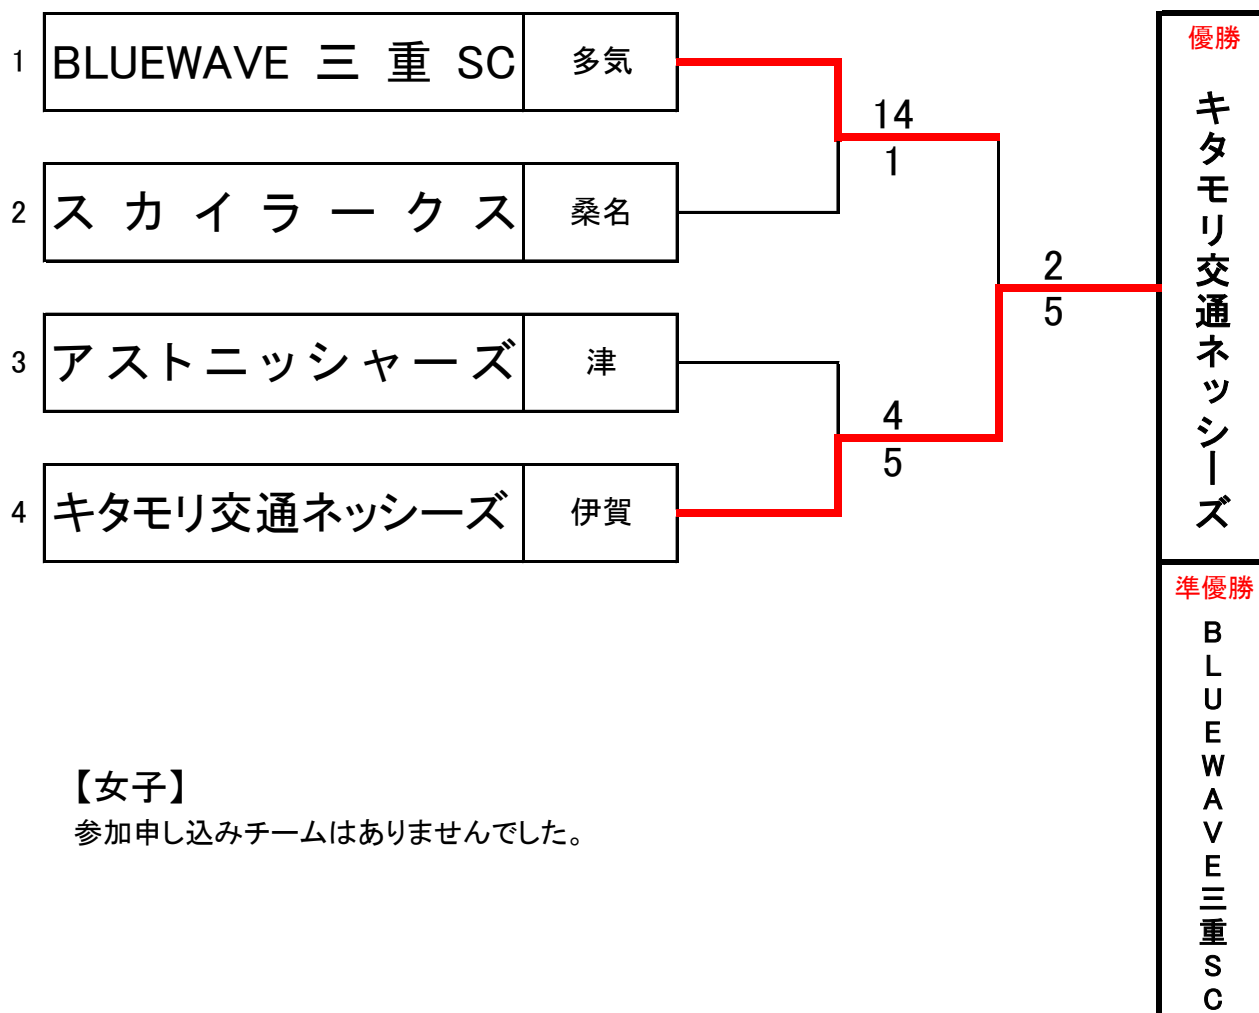 1 BLUEWAVE 三 重 SC 多気
14
1
2 スカイラークス 桑名
2
5
3 アストニッシャーズ 津
4
5
4 キタモリ交通ネッシーズ 伊賀
優勝
キタモリ交通ネッシーズ
準優勝
BLUEWAVE三重SC
【女子】
参加申し込みチームはありませんでした。